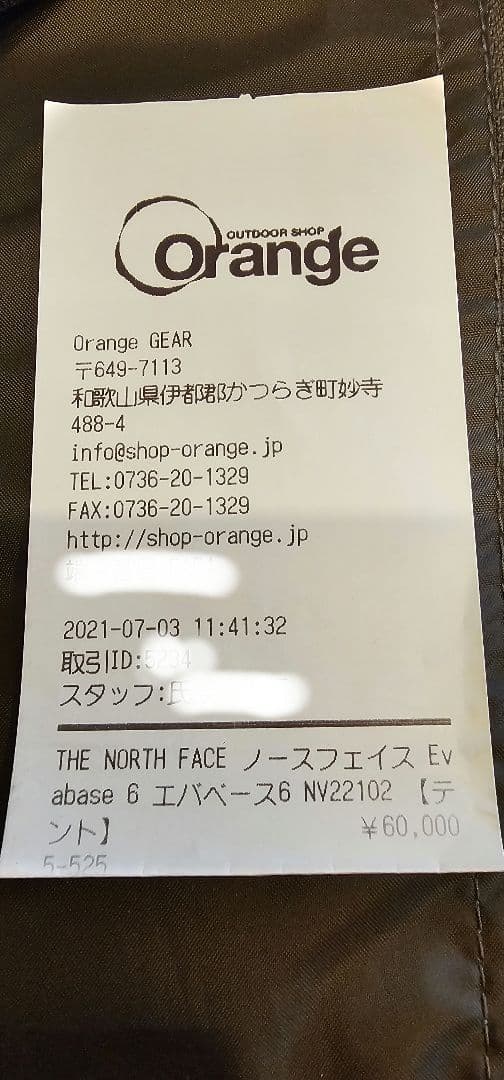 OUTDOOR SHOP
Orange
Orange GEAR
〒649-7113
和歌山県伊都郡かつらぎ町妙寺
488-4
info@shop-orange.jp
TEL:0736-20-1329
FAX:0736-20-1329
http://shop-orange.jp
2021-07-03 11:41:32
取引ID:
スタッフ:
THE NORTH FACE ノースフェイス Ev
abase 6 エバベース6 NV22102 【テ
ント】 ¥60,000
5-525